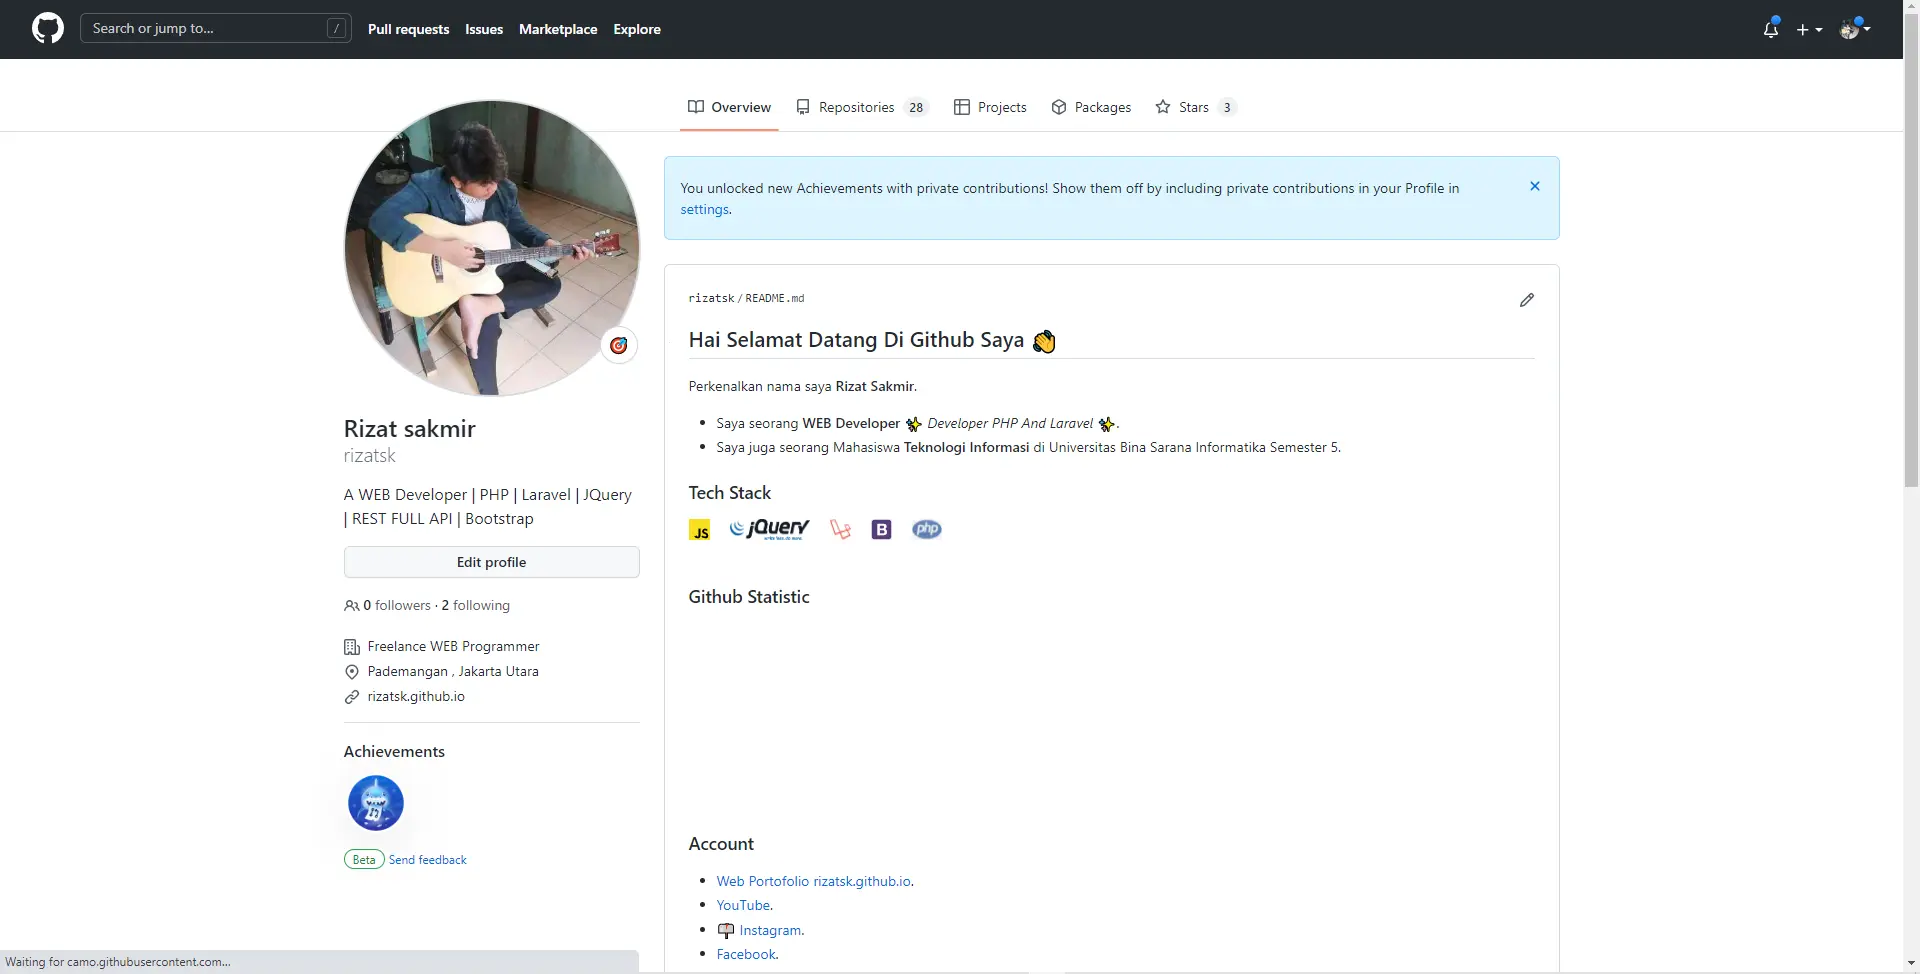 Search or jump to...
/
Pull requests
Issues
Marketplace
Explore
Overview
Repositories 28
Projects
Packages
Stars 3
You unlocked new Achievements with private contributions! Show them off by including private contributions in your Profile in
settings.
rizatsk / README.md
Hai Selamat Datang Di Github Saya 👋
Perkenalkan nama saya Rizat Sakmir.
• Saya seorang WEB Developer ✨ Developer PHP And Laravel ✨.
• Saya juga seorang Mahasiswa Teknologi Informasi di Universitas Bina Sarana Informatika Semester 5.
Tech Stack
JS
jQuery
B
php
Github Statistic
Account
• Web Portofolio rizatsk.github.io.
• YouTube.
• 📫 Instagram.
• Facebook.
Rizat sakmir
rizatsk
A WEB Developer | PHP | Laravel | JQuery
| REST FULL API | Bootstrap
Edit profile
0 followers · 2 following
Freelance WEB Programmer
Pademangan , Jakarta Utara
rizatsk.github.io
Achievements
Beta Send feedback
Waiting for camo.githubusercontent.com...